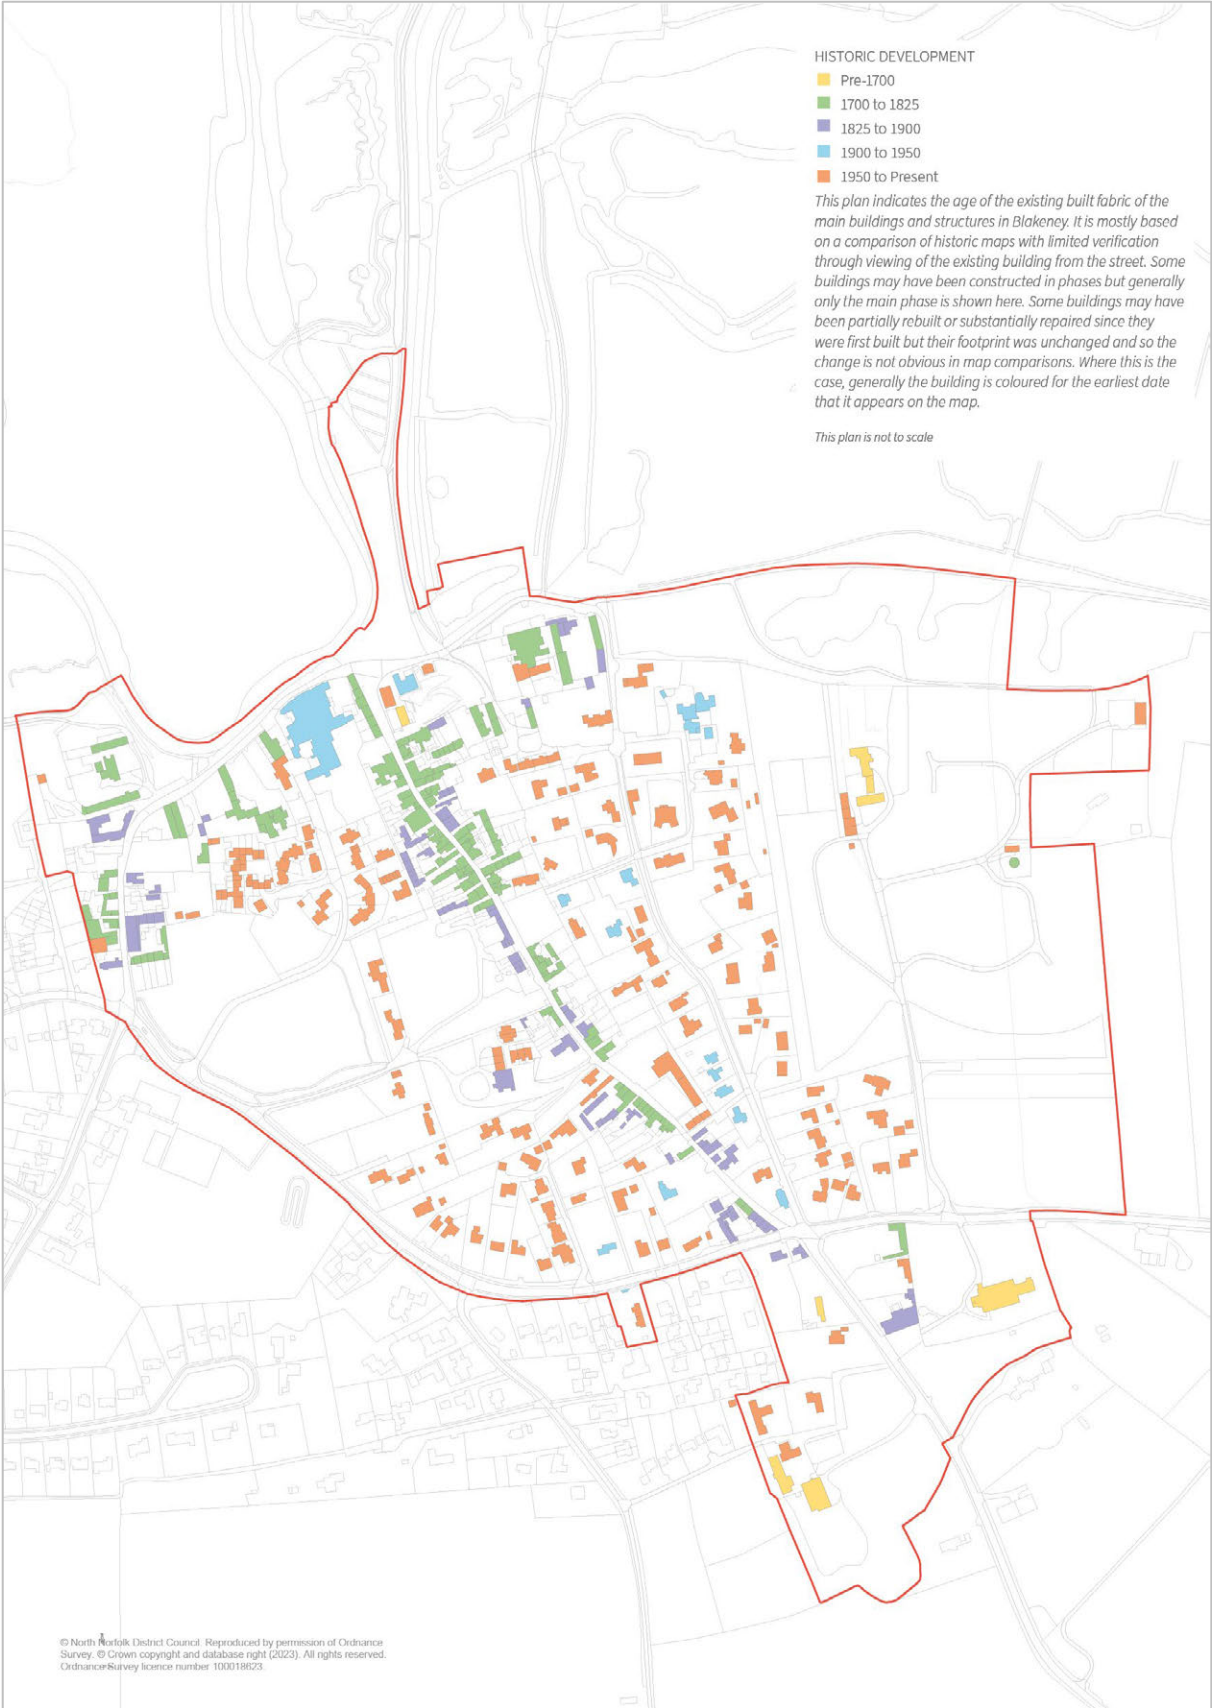 HISTORIC DEVELOPMENT
Pre-1700
1700 to 1825
1825 to 1900
1900 to 1950
1950 to Present
This plan indicates the age of the existing built fabric of the
main buildings and structures in Blakeney. It is mostly based
on a comparison of historic maps with limited verification
through viewing of the existing building from the street. Some
buildings may have been constructed in phases but generally
only the main phase is shown here. Some buildings may have
been partially rebuilt or substantially repaired since they
were first built but their footprint was unchanged and so the
change is not obvious in map comparisons. Where this is the
case, generally the building is coloured for the earliest date
that it appears on the map.
This plan is not to scale
© North Norfolk District Council. Reproduced by permission of Ordnance
Survey. © Crown copyright and database right (2023). All rights reserved.
Ordnance Survey licence number 100018623.